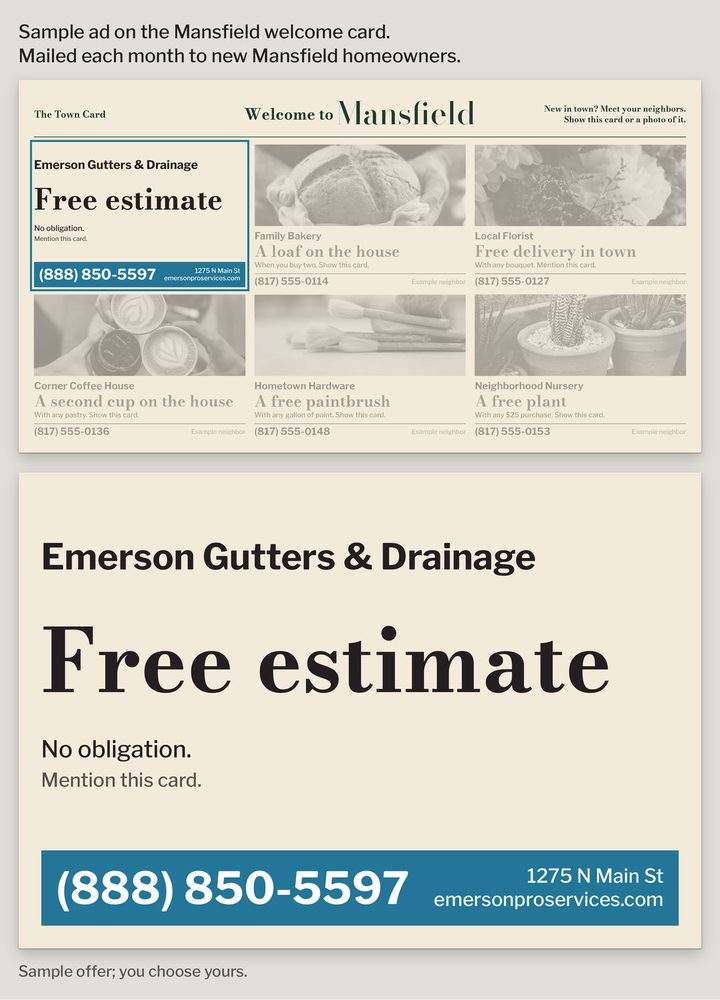 Sample ad on the Mansfield welcome card.
Mailed each month to new Mansfield homeowners.
The Town Card
Welcome to Mansfield
New in town? Meet your neighbors.
Show this card or a photo of it.
Emerson Gutters & Drainage
Free estimate
No obligation.
Mention this card.
(888) 850-5597
1275 N Main St
emersonproservices.com
Family Bakery
A loaf on the house
When you buy two. Show this card.
(817) 555-0114
Example neighbor
Local Florist
Free delivery in town
With any bouquet. Mention this card.
(817) 555-0127
Example neighbor
Corner Coffee House
A second cup on the house
With any pastry. Show this card.
(817) 555-0136
Example neighbor
Hometown Hardware
A free paintbrush
With any gallon of paint. Show this card.
(817) 555-0148
Example neighbor
Neighborhood Nursery
A free plant
With any $25 purchase. Show this card.
(817) 555-0153
Example neighbor
Emerson Gutters & Drainage
Free estimate
No obligation.
Mention this card.
(888) 850-5597
1275 N Main St
emersonproservices.com
Sample offer; you choose yours.